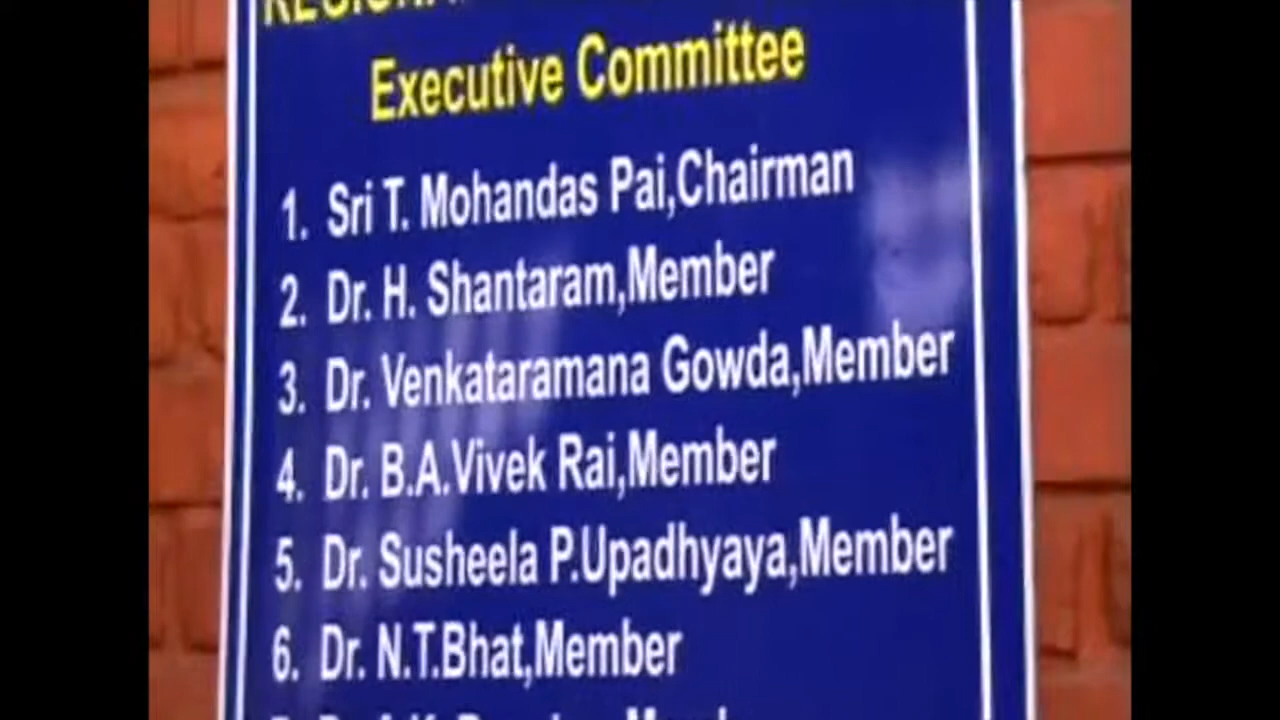 Executive Committee
1. Sri T. Mohandas Pai,Chairman
2. Dr. H. Shantaram,Member
3. Dr. Venkataramana Gowda,Member
4. Dr. B.A.Vivek Rai,Member
5. Dr. Susheela P.Upadhyaya,Member
6. Dr. N.T.Bhat,Member